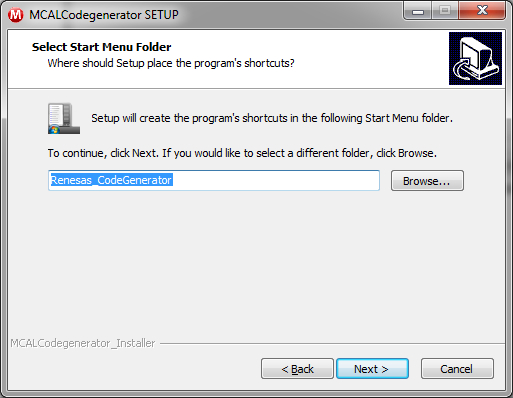 MCALCodegenerator SETUP
Select Start Menu Folder
Where should Setup place the program's shortcuts?
Setup will create the program's shortcuts in the following Start Menu folder.
To continue, click Next. If you would like to select a different folder, click Browse.
Renesas_CodeGenerator
Browse...
MCALCodegenerator_Installer
< Back
Next >
Cancel